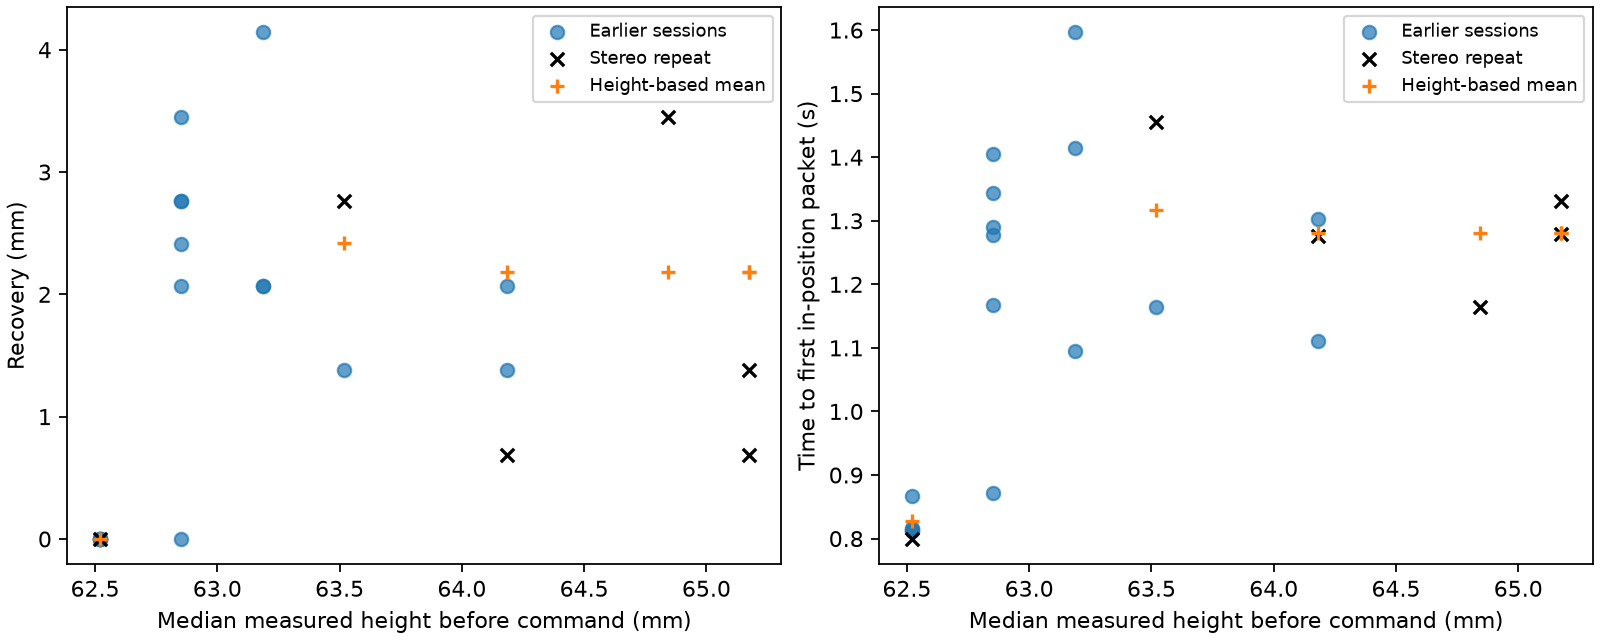 Recovery (mm)
4
3
2
1
0
62.5 63.0 63.5 64.0 64.5 65.0
Median measured height before command (mm)
Earlier sessions
Stereo repeat
Height-based mean
Time to first in-position packet (s)
1.6
1.5
1.4
1.3
1.2
1.1
1.0
0.9
0.8
62.5 63.0 63.5 64.0 64.5 65.0
Median measured height before command (mm)
Earlier sessions
Stereo repeat
Height-based mean